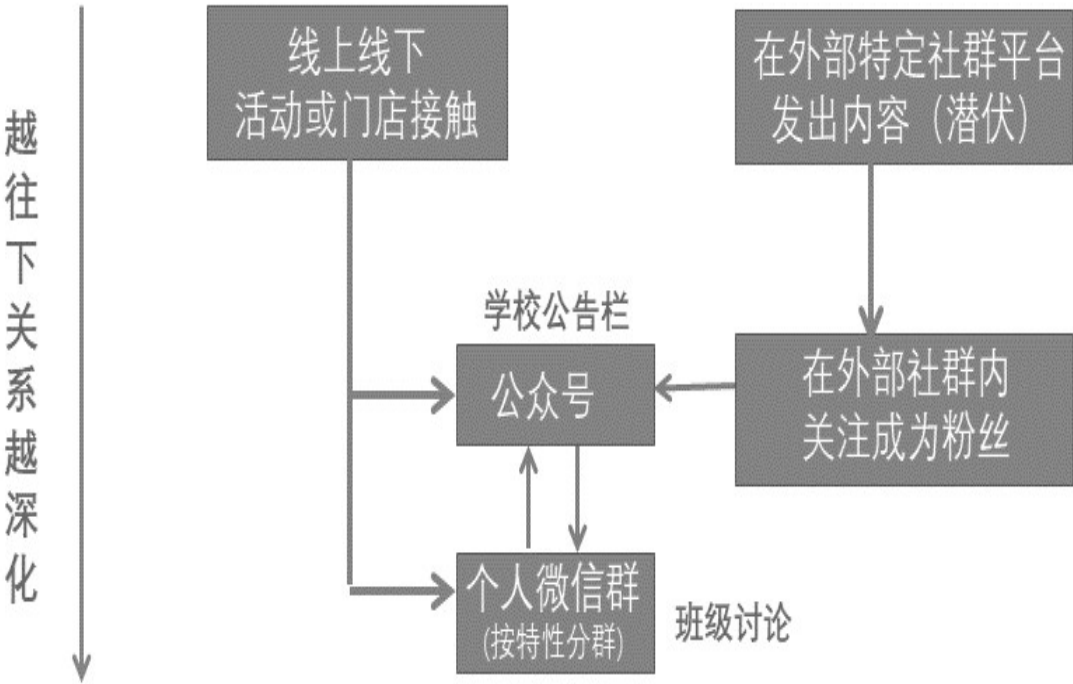 越往下关系越深化
线上线下
活动或门店接触
在外部特定社群平台
发出内容（潜伏）
学校公告栏
公众号
在外部社群内
关注成为粉丝
个人微信群
(按特性分群)
班级讨论